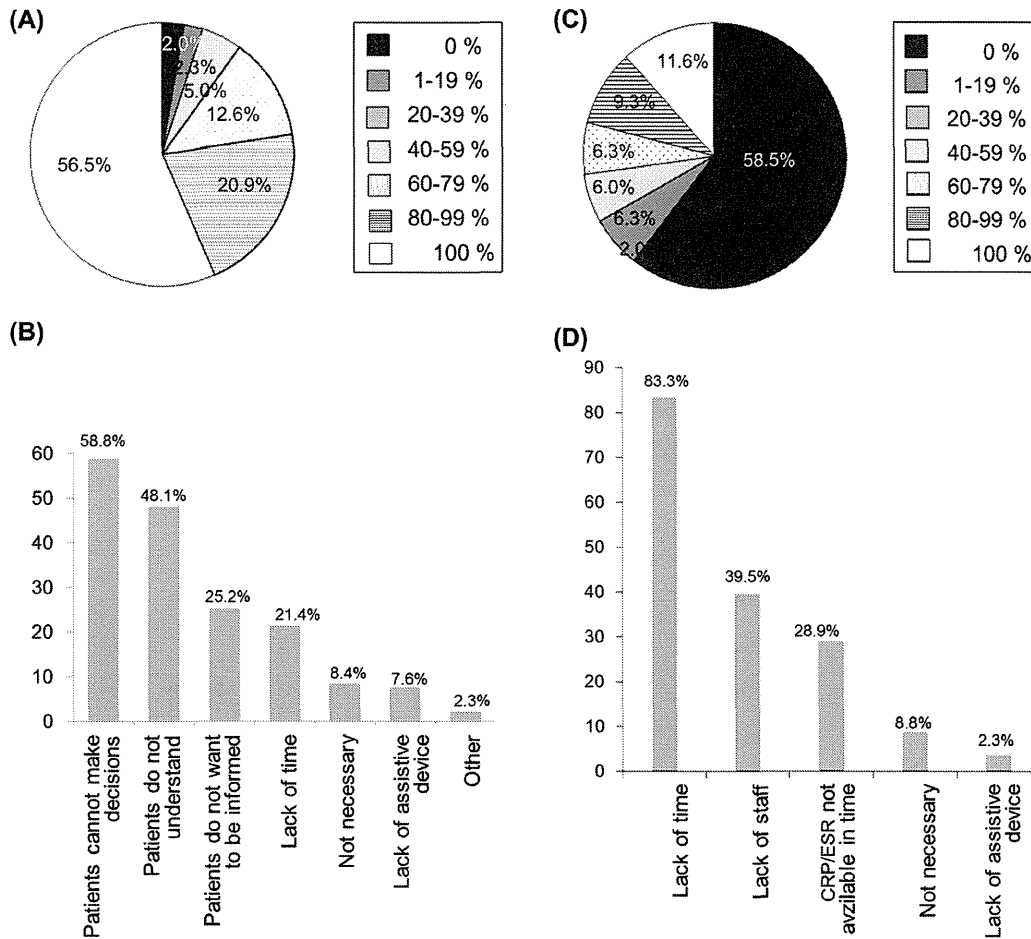 (A)
2.0%
2.3%
5.0%
12.6%
20.9%
56.5%
0 %
1-19 %
20-39 %
40-59 %
60-79 %
80-99 %
100 %
(C)
11.6%
9.3%
6.3%
6.0%
6.3%
2.0
58.5%
0 %
1-19 %
20-39 %
40-59 %
60-79 %
80-99 %
100 %
(B)
60
50
40
30
20
10
0
58.8%
48.1%
25.2%
21.4%
8.4%
7.6%
2.3%
Patients cannot make
decisions
Patients do not
understand
Patients do not want
to be informed
Lack of time
Not necessary
Lack of assistive
device
Other
(D)
90
80
70
60
50
40
30
20
10
0
83.3%
39.5%
28.9%
8.8%
2.3%
Lack of time
Lack of staff
CRP/ESR not
avzilable in time
Not necessary
Lack of assistive
device